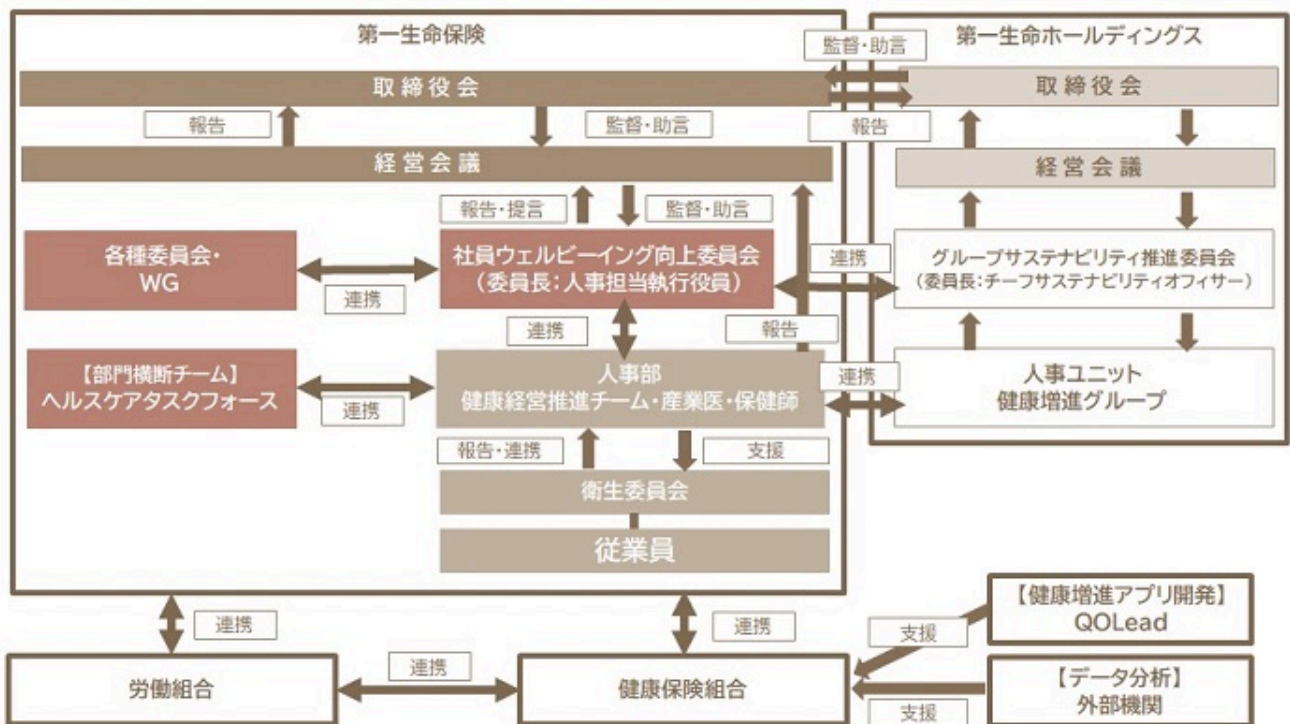 第一生命保険
第一生命ホールディングス
監督・助言
取締役会
取締役会
報告
監督・助言
報告
経営会議
経営会議
報告・提言
監督・助言
各種委員会・
WG
連携
社員ウェルビーイング向上委員会
（委員長：人事担当執行役員）
連携
グループサステナビリティ推進委員会
（委員長：チーフサステナビリティオフィサー）
連携
報告
【部門横断チーム】
ヘルスケアタスクフォース
連携
人事部
健康経営推進チーム・産業医・保健師
連携
人事ユニット
健康増進グループ
報告・連携
支援
衛生委員会
従業員
連携
連携
【健康増進アプリ開発】
QOLead
支援
労働組合
連携
健康保険組合
【データ分析】
外部機関
支援